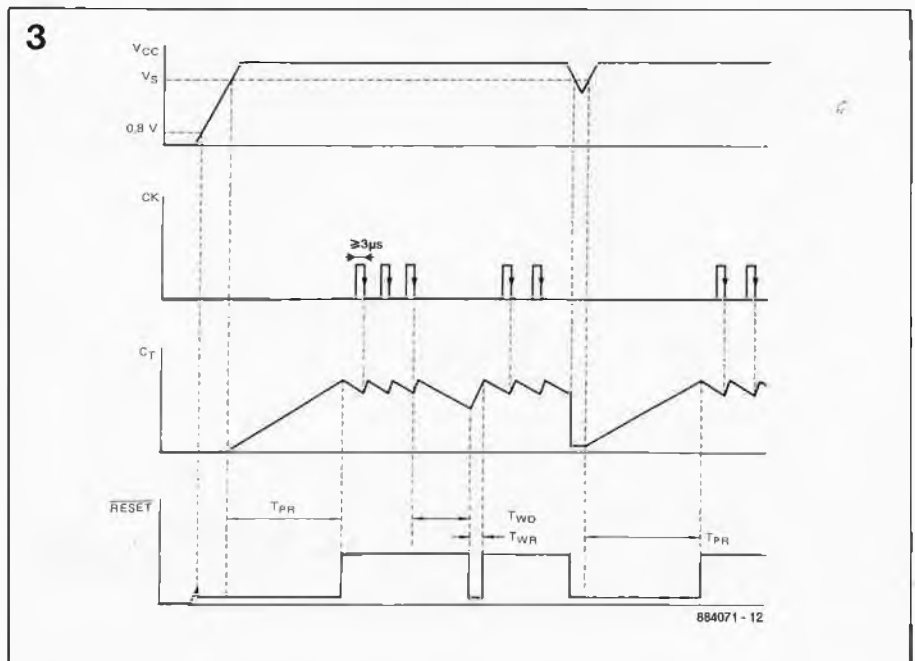 3
VCC
VS
0,8 V
CK
≥3µs
CT
RESET
TPR
TWD
TWR
TPR
884071 - 12